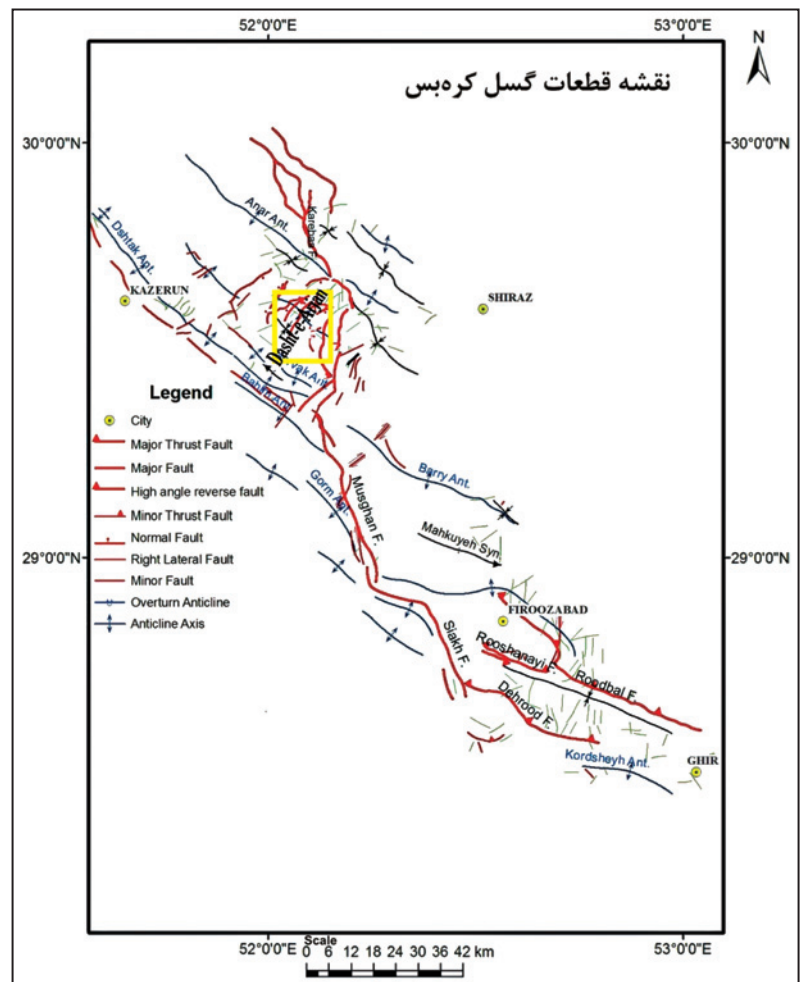 52°0'0"E
53°0'0"E
N
نقشه قطعات گسل کره‌بس
30°0'0"N
30°0'0"N
Anar Ant.
Dshtak Ant.
KAZERUN
SHIRAZ
Dasht-e-Arjan
Legend
City
Major Thrust Fault
Major Fault
High angle reverse fault
Minor Thrust Fault
Normal Fault
Right Lateral Fault
Minor Fault
Overturn Anticline
Anticline Axis
Gorm Ant.
Musghan F.
Barry Ant.
Mahkuyeh Syn.
29°0'0"N
29°0'0"N
FIROOZABAD
Siakh F.
Rooshanayi F.
Roodbal F.
Dehrood F.
Kordsheyh Ant.
GHIR
52°0'0"E
53°0'0"E
Scale
0 6 12 18 24 30 36 42 km